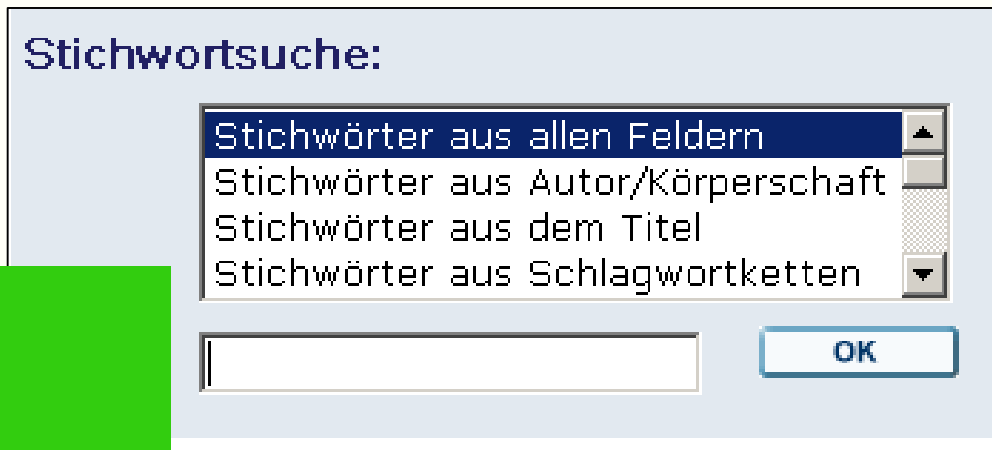 Stichwortsuche:
Stichwörter aus allen Feldern
Stichwörter aus Autor/Körperschaft
Stichwörter aus dem Titel
Stichwörter aus Schlagwortketten
OK